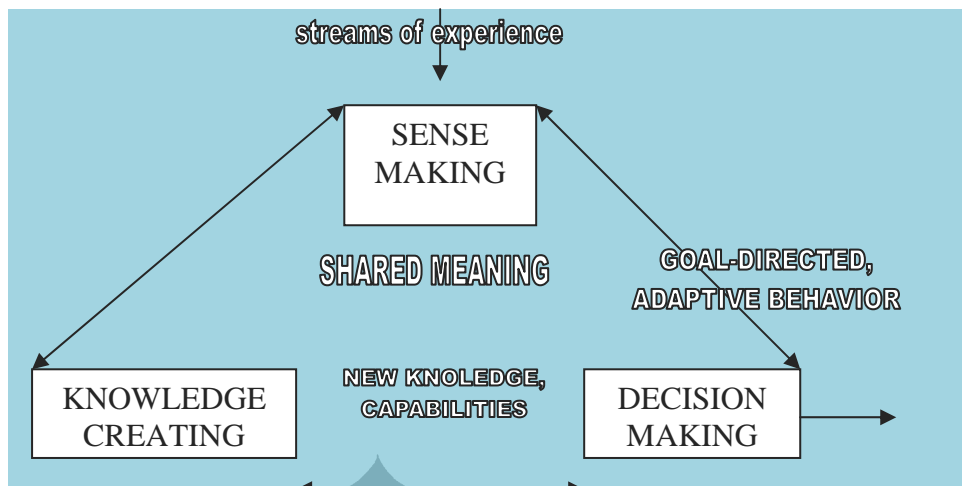 streams of experience
SENSE
MAKING
SHARED MEANING
GOAL-DIRECTED,
ADAPTIVE BEHAVIOR
KNOWLEDGE
CREATING
NEW KNOLEDGE,
CAPABILITIES
DECISION
MAKING